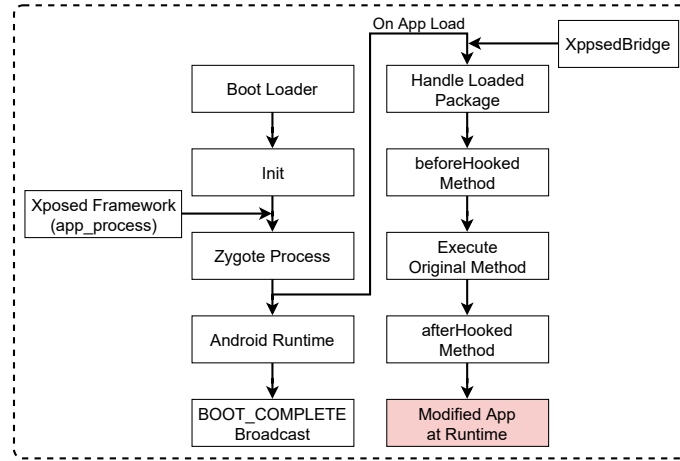 On App Load
XppsedBridge
Boot Loader
Handle Loaded
Package
Init
beforeHooked
Method
Xposed Framework
(app_process)
Zygote Process
Execute
Original Method
Android Runtime
afterHooked
Method
BOOT_COMPLETE
Broadcast
Modified App
at Runtime